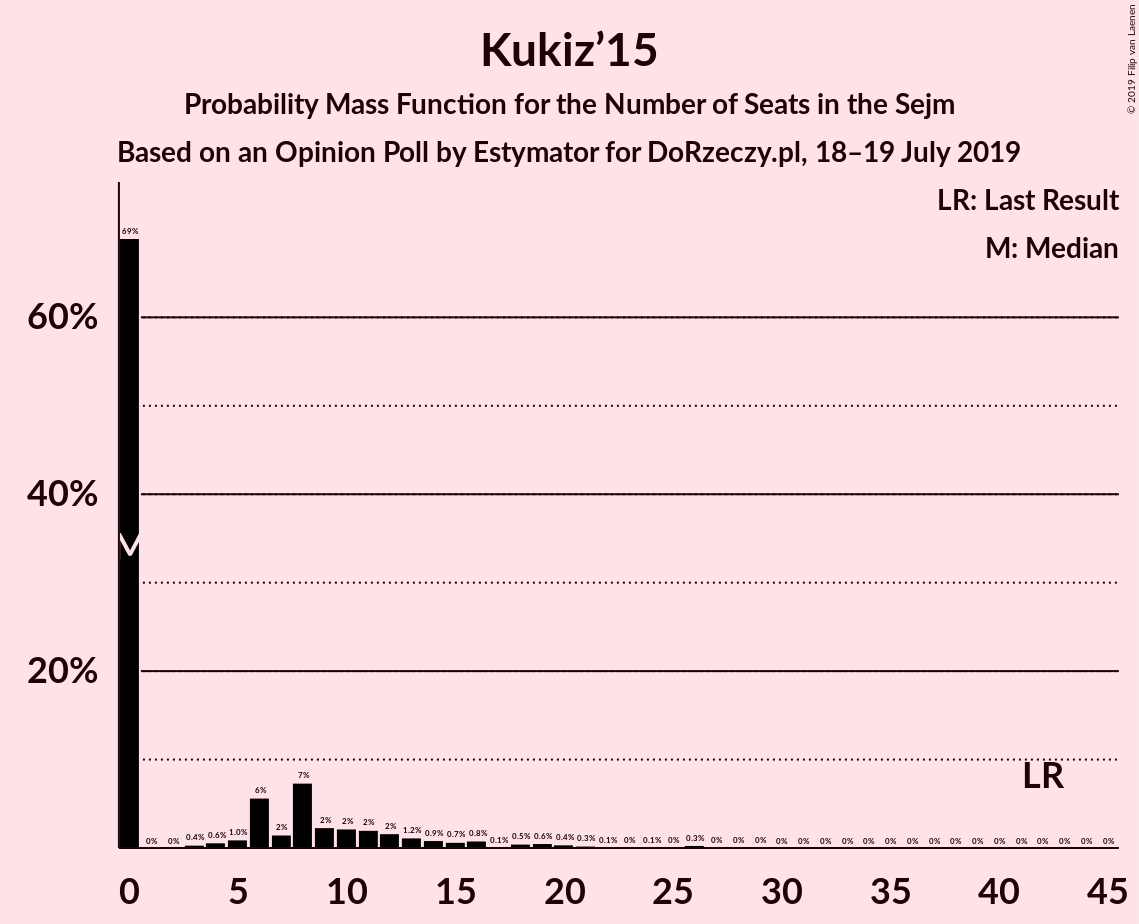 Kukiz’15
Probability Mass Function for the Number of Seats in the Sejm
Based on an Opinion Poll by Estymator for DoRzeczy.pl, 18–19 July 2019
© 2019 Filip van Laenen
LR: Last Result
M: Median
69%
60%
40%
20%
LR
7%
6%
0% 0% 0.4% 0.6% 1.0% 2% 2% 2% 2% 2% 1.2% 0.9% 0.7% 0.8% 0.1% 0.5% 0.6% 0.4% 0.3% 0.1% 0% 0.1% 0% 0.3% 0% 0% 0% 0% 0% 0% 0% 0% 0% 0% 0% 0% 0% 0% 0% 0% 0% 0% 0%
0 5 10 15 20 25 30 35 40 45